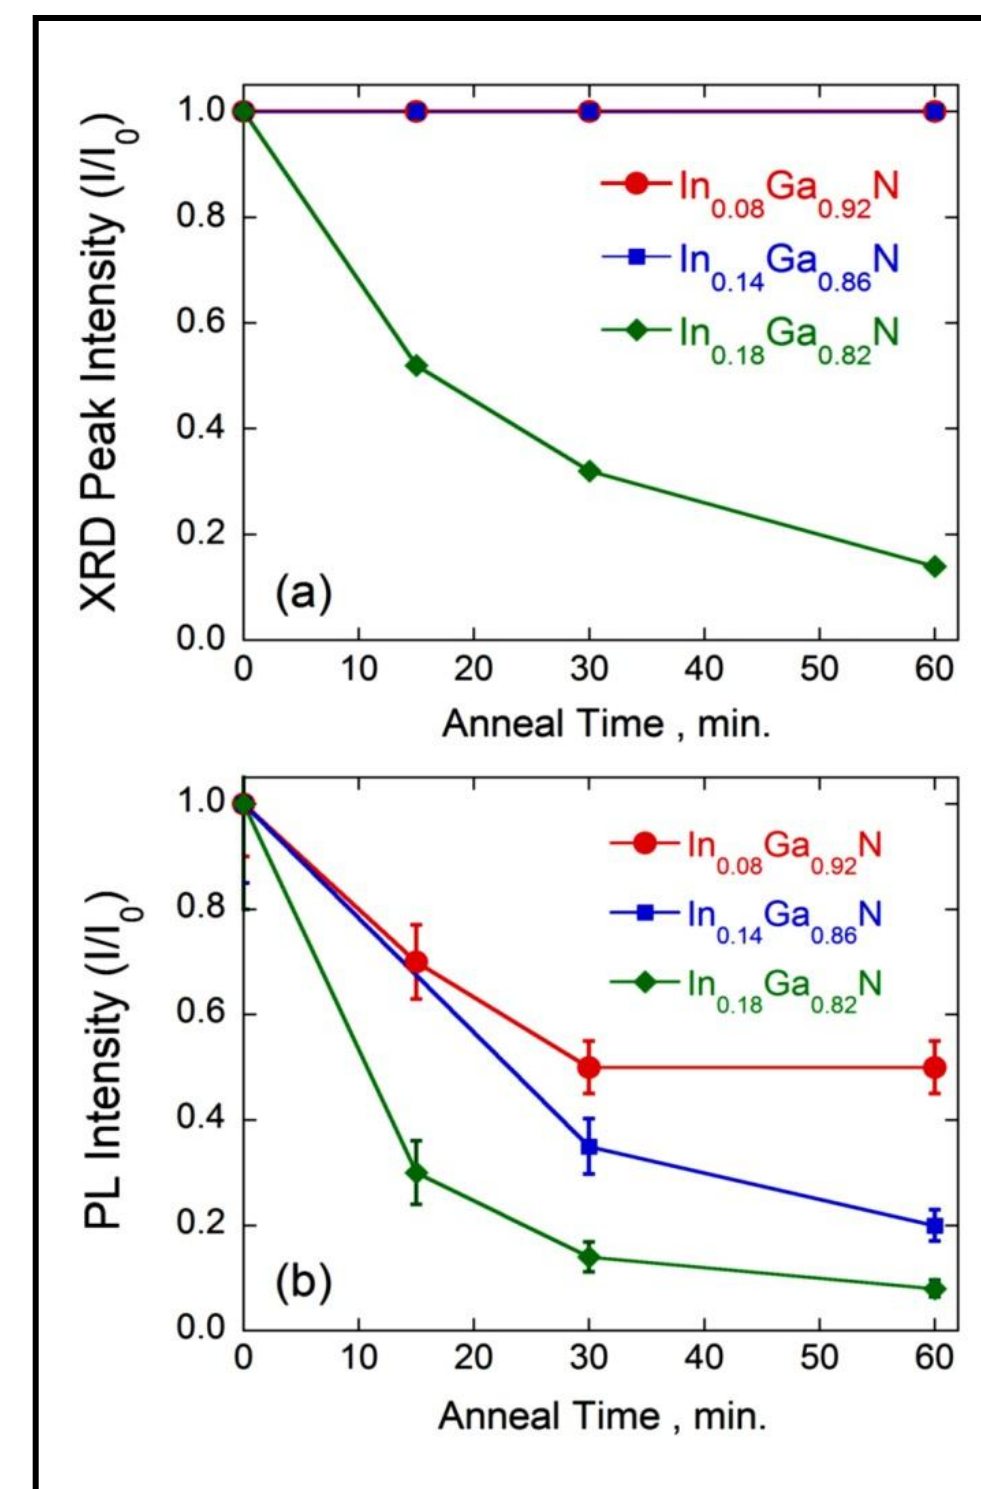 1.0
0.8
0.6
0.4
0.2
0.0
XRD Peak Intensity (I/I0)
In0.08Ga0.92N
In0.14Ga0.86N
In0.18Ga0.82N
(a)
0 10 20 30 40 50 60
Anneal Time , min.
1.0
0.8
0.6
0.4
0.2
0.0
PL Intensity (I/I0)
In0.08Ga0.92N
In0.14Ga0.86N
In0.18Ga0.82N
(b)
0 10 20 30 40 50 60
Anneal Time , min.